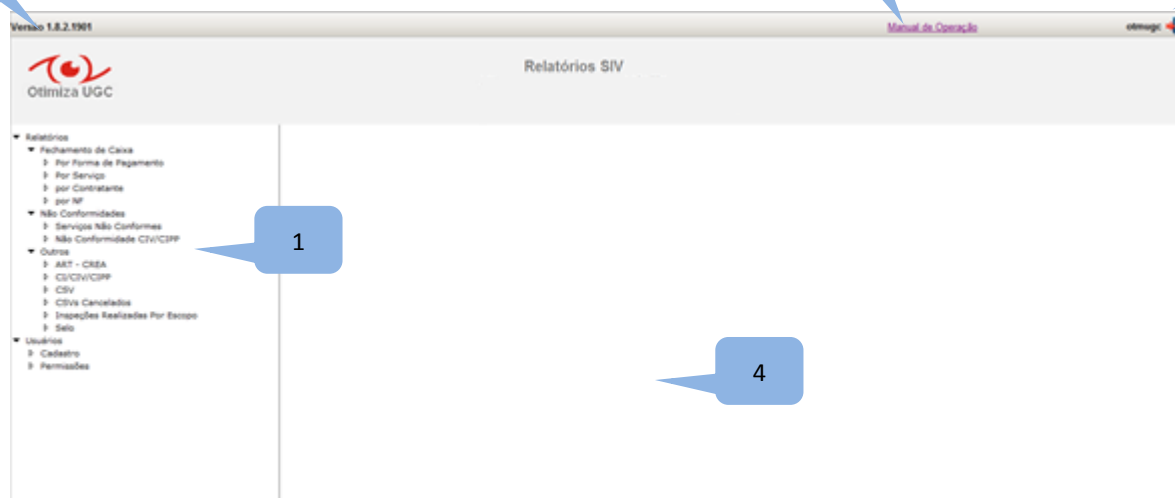 Versão 1.8.2.1901 Manual de Operação otmugc
Relatórios SIV
Otimiza UGC
Relatórios
Fechamento de Caixa
Por Forma de Pagamento
Por Serviço
por Contratante
por NF
Não Conformidades
Serviços Não Conformes
Não Conformidade CIV/CIPP
1
Outros
ART - CREA
CI/CIV/CIPP
CSV
CSVs Cancelados
Inspeções Realizadas Por Escopo
Selo
Usuários
Cadastro
Permissões
4